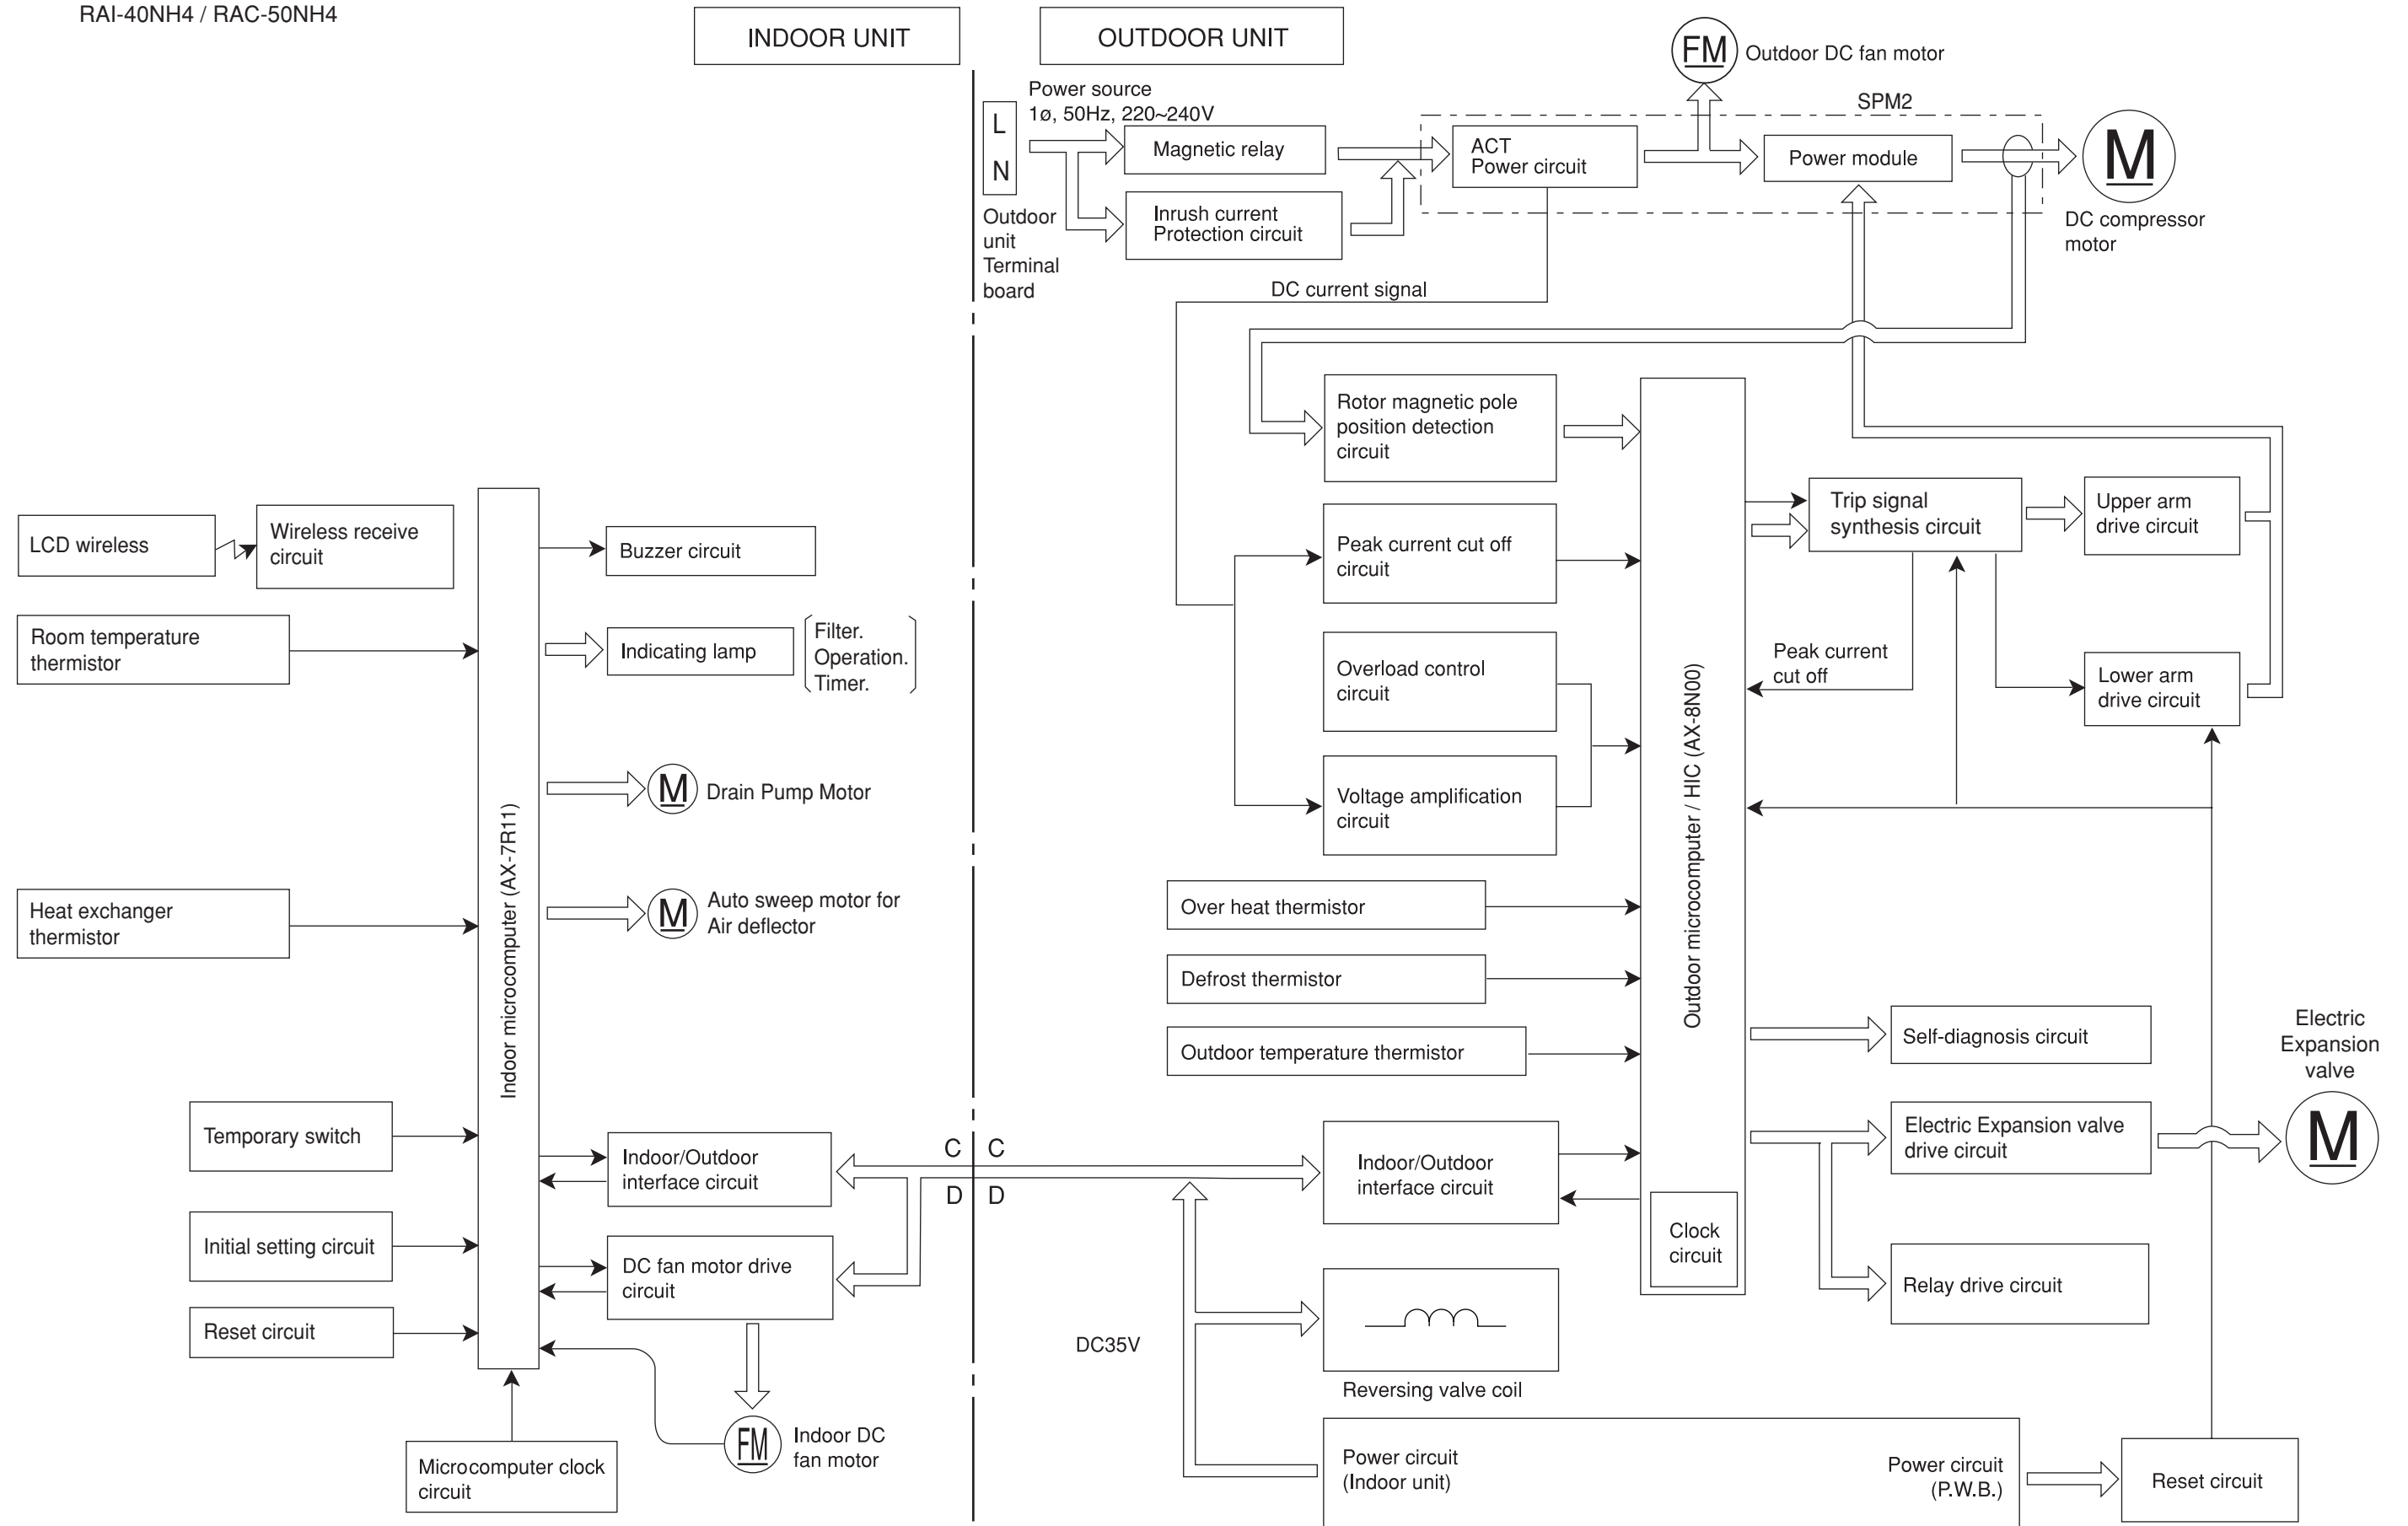 RAI-40NH4 / RAC-50NH4
INDOOR UNIT
OUTDOOR UNIT
FM
Outdoor DC fan motor
Power source
1ø, 50Hz, 220~240V
L
N
Outdoor
unit
Terminal
board
Magnetic relay
Inrush current
Protection circuit
SPM2
ACT
Power circuit
Power module
M
DC compressor
motor
DC current signal
Rotor magnetic pole
position detection
circuit
Peak current cut off
circuit
Overload control
circuit
Voltage amplification
circuit
Over heat thermistor
Defrost thermistor
Outdoor temperature thermistor
Indoor/Outdoor
interface circuit
Outdoor microcomputer / HIC (AX-8N00)
Clock
circuit
Trip signal
synthesis circuit
Upper arm
drive circuit
Peak current
cut off
Lower arm
drive circuit
Self-diagnosis circuit
Electric Expansion valve
drive circuit
Electric
Expansion
valve
M
Relay drive circuit
DC35V
Reversing valve coil
Power circuit
(Indoor unit)
Power circuit
(P.W.B.)
Reset circuit
LCD wireless
Wireless receive
circuit
Room temperature
thermistor
Heat exchanger
thermistor
Temporary switch
Initial setting circuit
Reset circuit
Microcomputer clock
circuit
Indoor microcomputer (AX-7R11)
Buzzer circuit
Indicating lamp
Filter.
Operation.
Timer.
M
Drain Pump Motor
M
Auto sweep motor for
Air deflector
Indoor/Outdoor
interface circuit
C C
D D
DC fan motor drive
circuit
FM
Indoor DC
fan motor